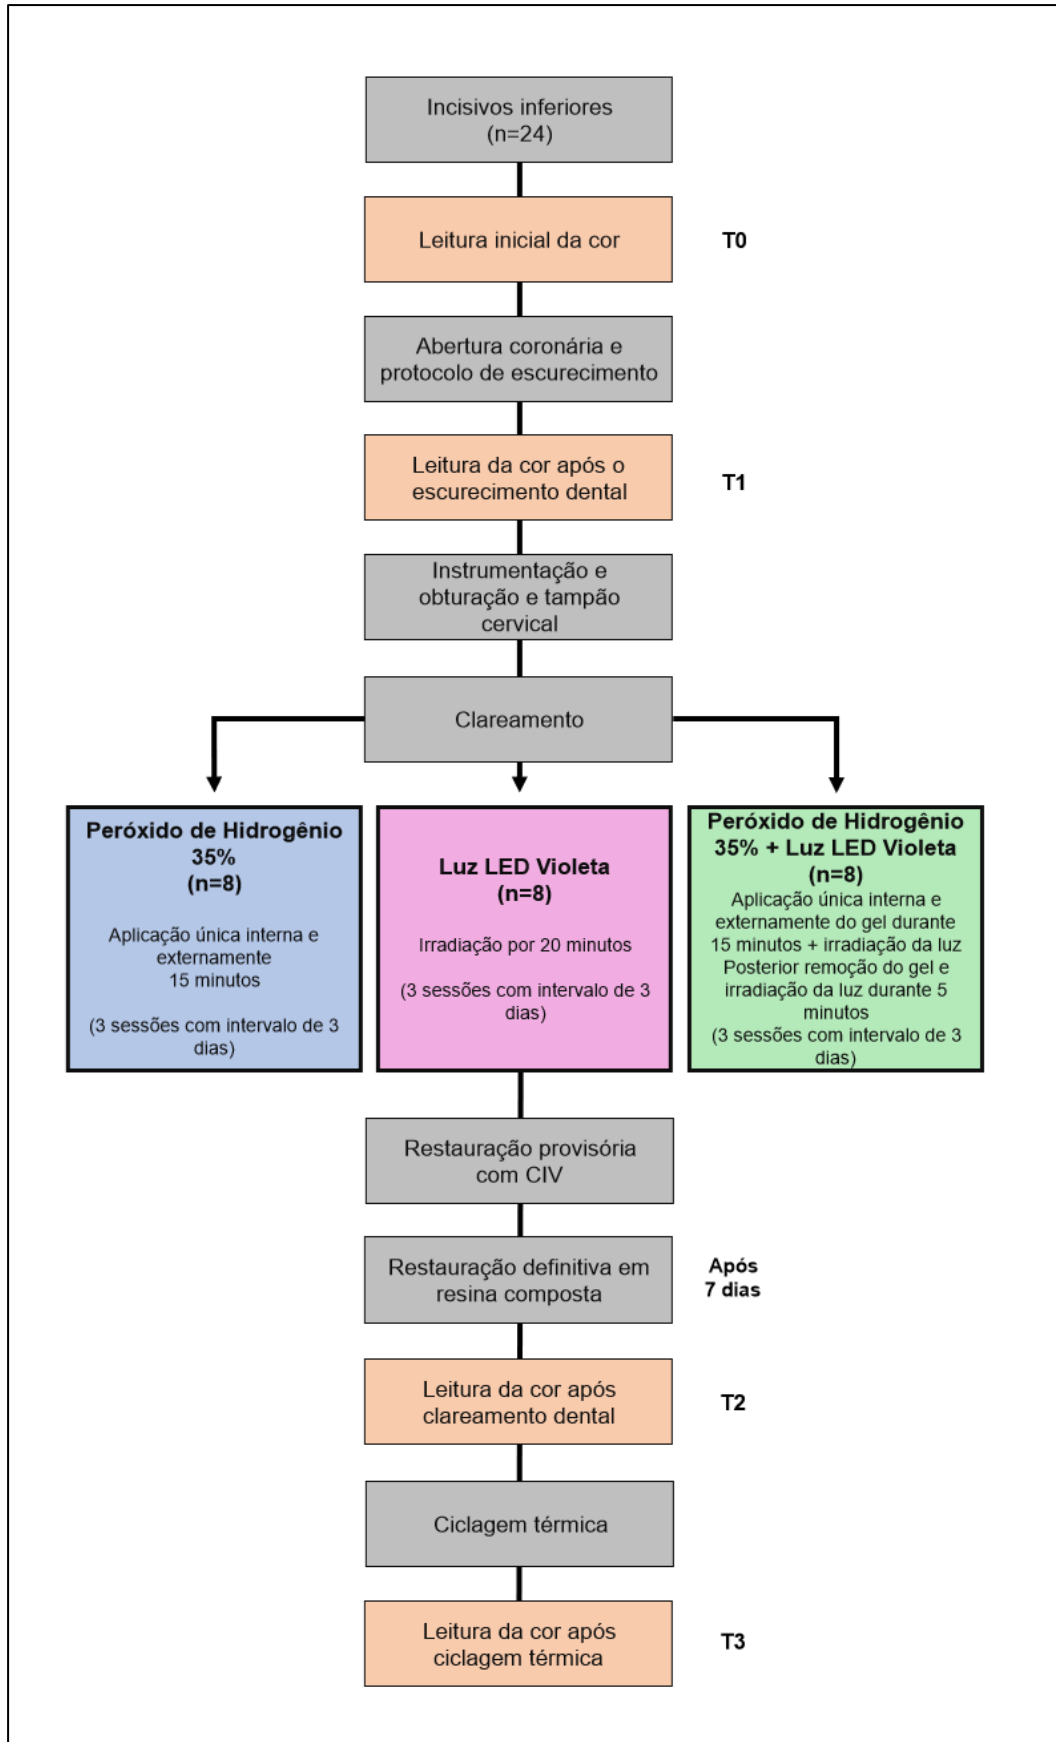 Incisivos inferiores
(n=24)
Leitura inicial da cor
T0
Abertura coronária e
protocolo de escurecimento
Leitura da cor após o
escurecimento dental
T1
Instrumentação e
obturação e tampão
cervical
Clareamento
Peróxido de Hidrogênio
35%
(n=8)
Aplicação única interna e
externamente
15 minutos
(3 sessões com intervalo de 3
dias)
Luz LED Violeta
(n=8)
Irradiação por 20 minutos
(3 sessões com intervalo de 3
dias)
Peróxido de Hidrogênio
35% + Luz LED Violeta
(n=8)
Aplicação única interna e
externamente do gel durante
15 minutos + irradiação da luz
Posterior remoção do gel e
irradiação da luz durante 5
minutos
(3 sessões com intervalo de 3
dias)
Restauração provisória
com CIV
Restauração definitiva em
resina composta
Após
7 dias
Leitura da cor após
clareamento dental
T2
Ciclagem térmica
Leitura da cor após
ciclagem térmica
T3